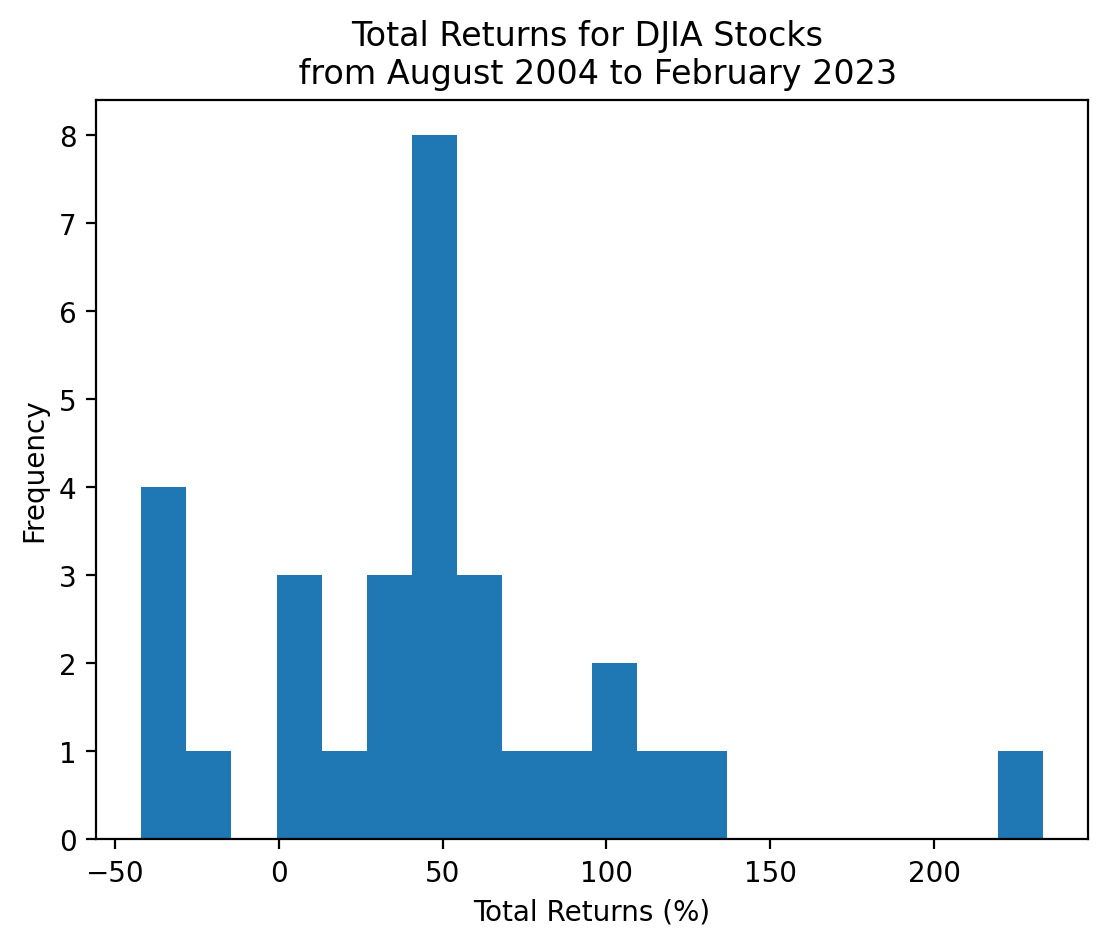 Total Returns for DJIA Stocks
from August 2004 to February 2023
8
7
6
5
4
3
2
1
0
Frequency
−50 0 50 100 150 200
Total Returns (%)